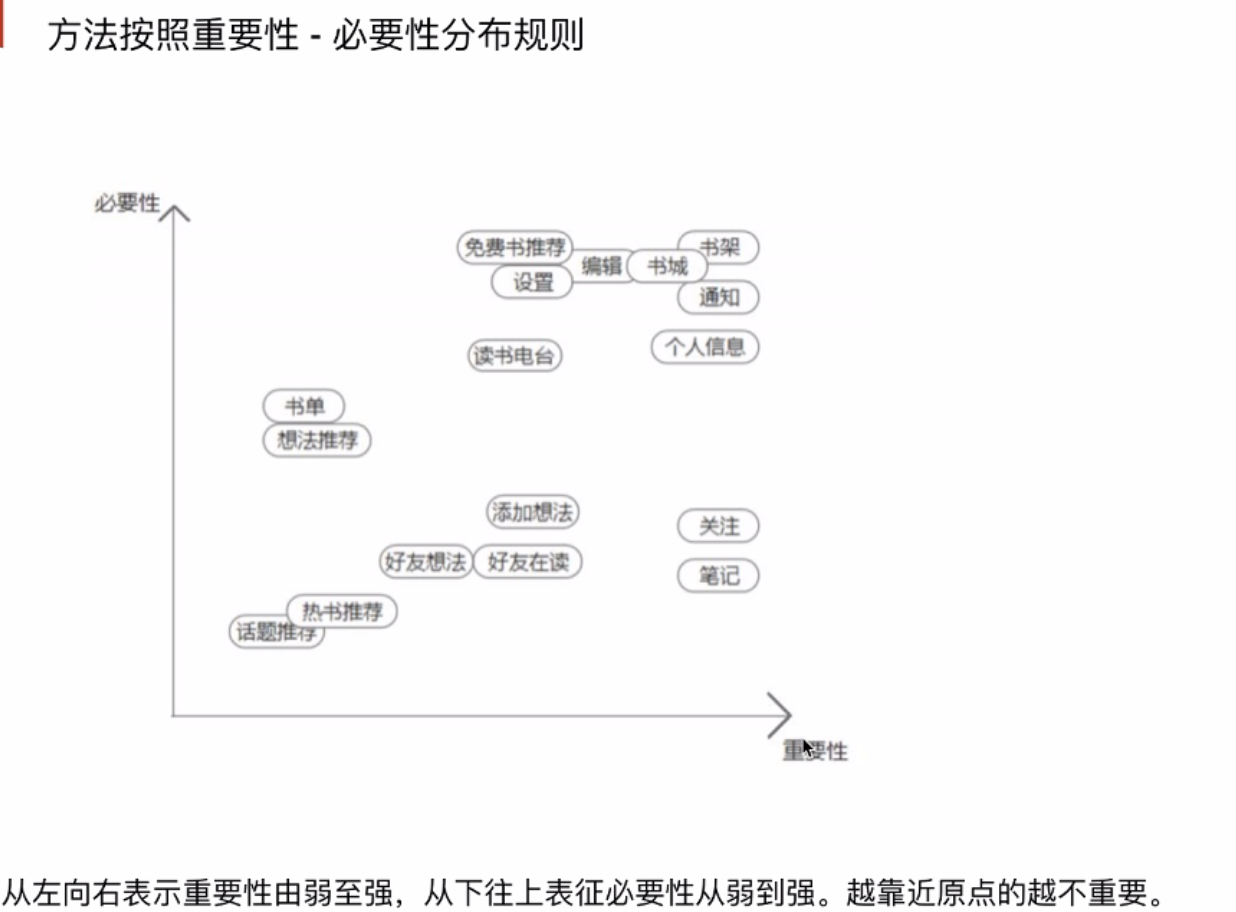 方法按照重要性 - 必要性分布规则
必要性
免费书推荐
书架
编辑
书城
设置
通知
个人信息
读书电台
书单
想法推荐
添加想法
关注
好友想法
好友在读
笔记
热书推荐
话题推荐
重要性
从左向右表示重要性由弱至强，从下往上表征必要性从弱到强。越靠近原点的越不重要。